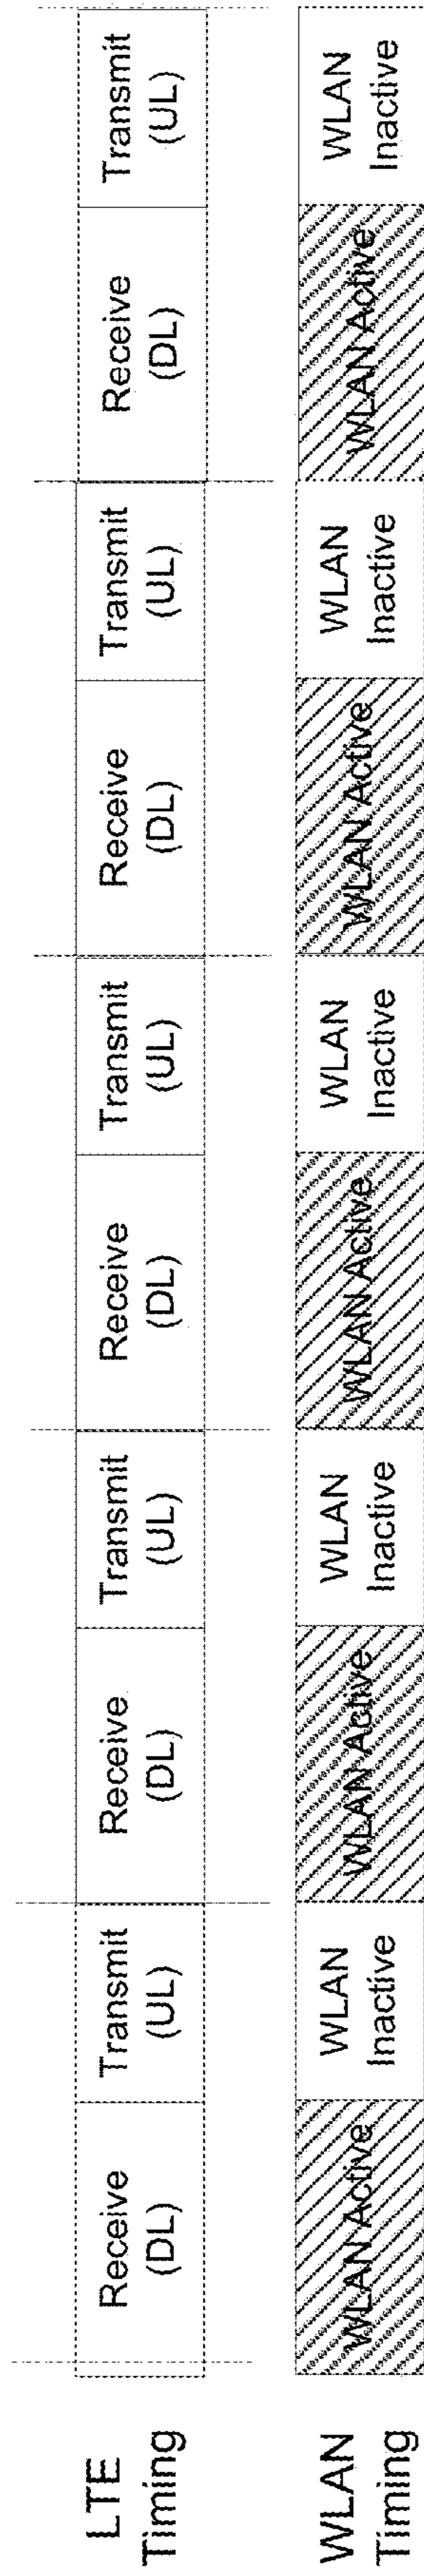 LTE
Timing
Receive
(DL)
Transmit
(UL)
Receive
(DL)
Transmit
(UL)
Receive
(DL)
Transmit
(UL)
Receive
(DL)
Transmit
(UL)
Receive
(DL)
Transmit
(UL)
WLAN
Timing
WLAN Active
WLAN
Inactive
WLAN Active
WLAN
Inactive
WLAN Active
WLAN
Inactive
WLAN Active
WLAN
Inactive
WLAN Active
WLAN
Inactive